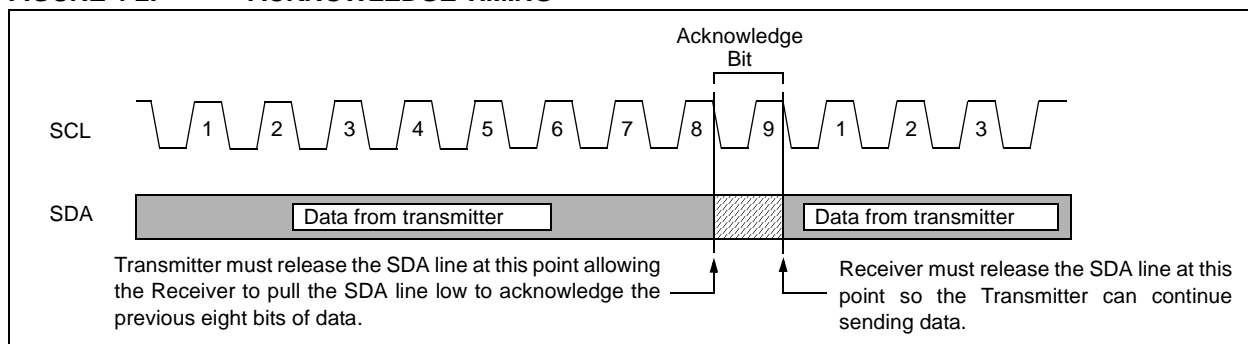 Acknowledge
Bit
SCL
1 2 3 4 5 6 7 8 9 1 2 3
SDA
Data from transmitter
Data from transmitter
Transmitter must release the SDA line at this point allowing
the Receiver to pull the SDA line low to acknowledge the
previous eight bits of data.
Receiver must release the SDA line at this
point so the Transmitter can continue
sending data.